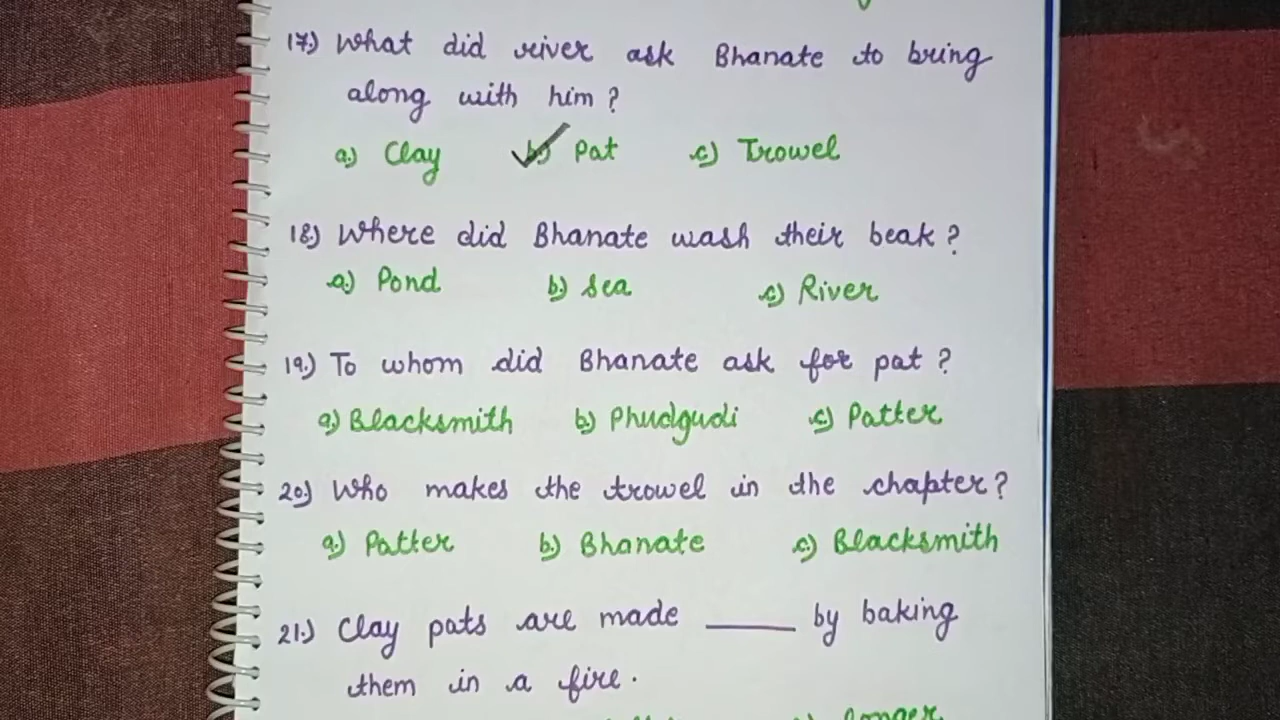 17.) What did river ask Bhanate to bring
along with him?
a.) Clay b.) Pat c.) Trowel
18.) Where did Bhanate wash their beak?
a.) Pond b.) Sea c.) River
19.) To whom did Bhanate ask for pat?
a.) Blacksmith b.) Phudgudi c.) Patter
20.) Who makes the trowel in the chapter?
a.) Patter b.) Bhanate c.) Blacksmith
21.) Clay pats are made _____ by baking
them in a fire.
longer